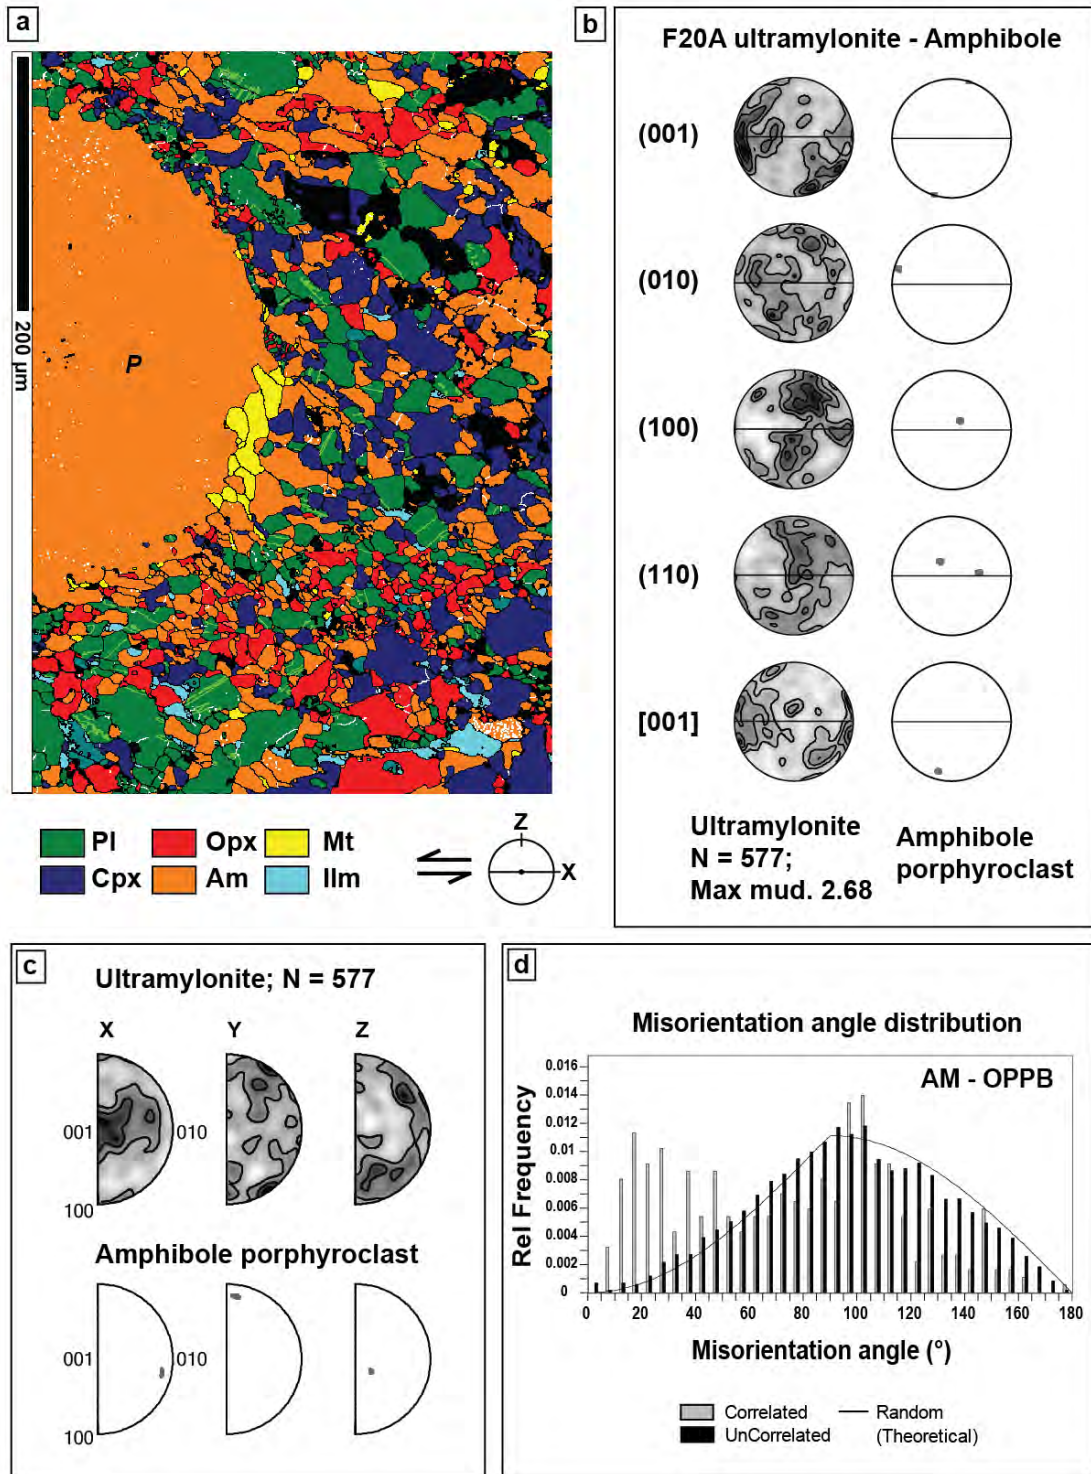 a
200 µm
P
Pl
Opx
Mt
Cpx
Am
Ilm
Z
X
b
F20A ultramylonite - Amphibole
(001)
(010)
(100)
(110)
[001]
Ultramylonite
N = 577;
Max mud. 2.68
Amphibole
porphyroclast
c
Ultramylonite; N = 577
X
Y
Z
001
010
100
Amphibole porphyroclast
001
010
100
d
Misorientation angle distribution
AM - OPPB
Rel Frequency
0.016
0.014
0.012
0.01
0.008
0.006
0.004
0.002
0
0 20 40 60 80 100 120 140 160 180
Misorientation angle (°)
Correlated
UnCorrelated
Random
(Theoretical)